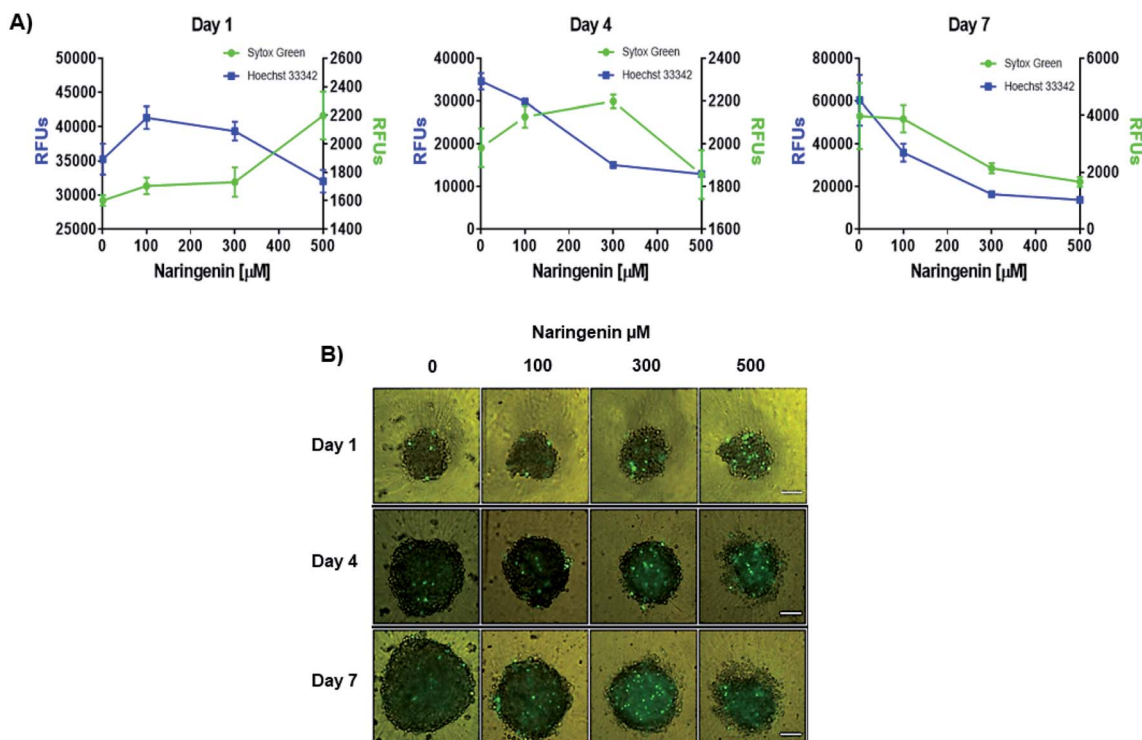 A)
Day 1
Sytox Green
Hoechst 33342
50000
45000
40000
35000
30000
25000
RFUs
2600
2400
2200
2000
1800
1600
1400
RFUs
0 100 200 300 400 500
Naringenin [µM]
Day 4
Sytox Green
Hoechst 33342
40000
30000
20000
10000
0
RFUs
2400
2200
2000
1800
1600
RFUs
0 100 200 300 400 500
Naringenin [µM]
Day 7
Sytox Green
Hoechst 33342
80000
60000
40000
20000
0
RFUs
6000
4000
2000
0
RFUs
0 100 200 300 400 500
Naringenin [µM]
B)
Naringenin µM
0 100 300 500
Day 1
Day 4
Day 7